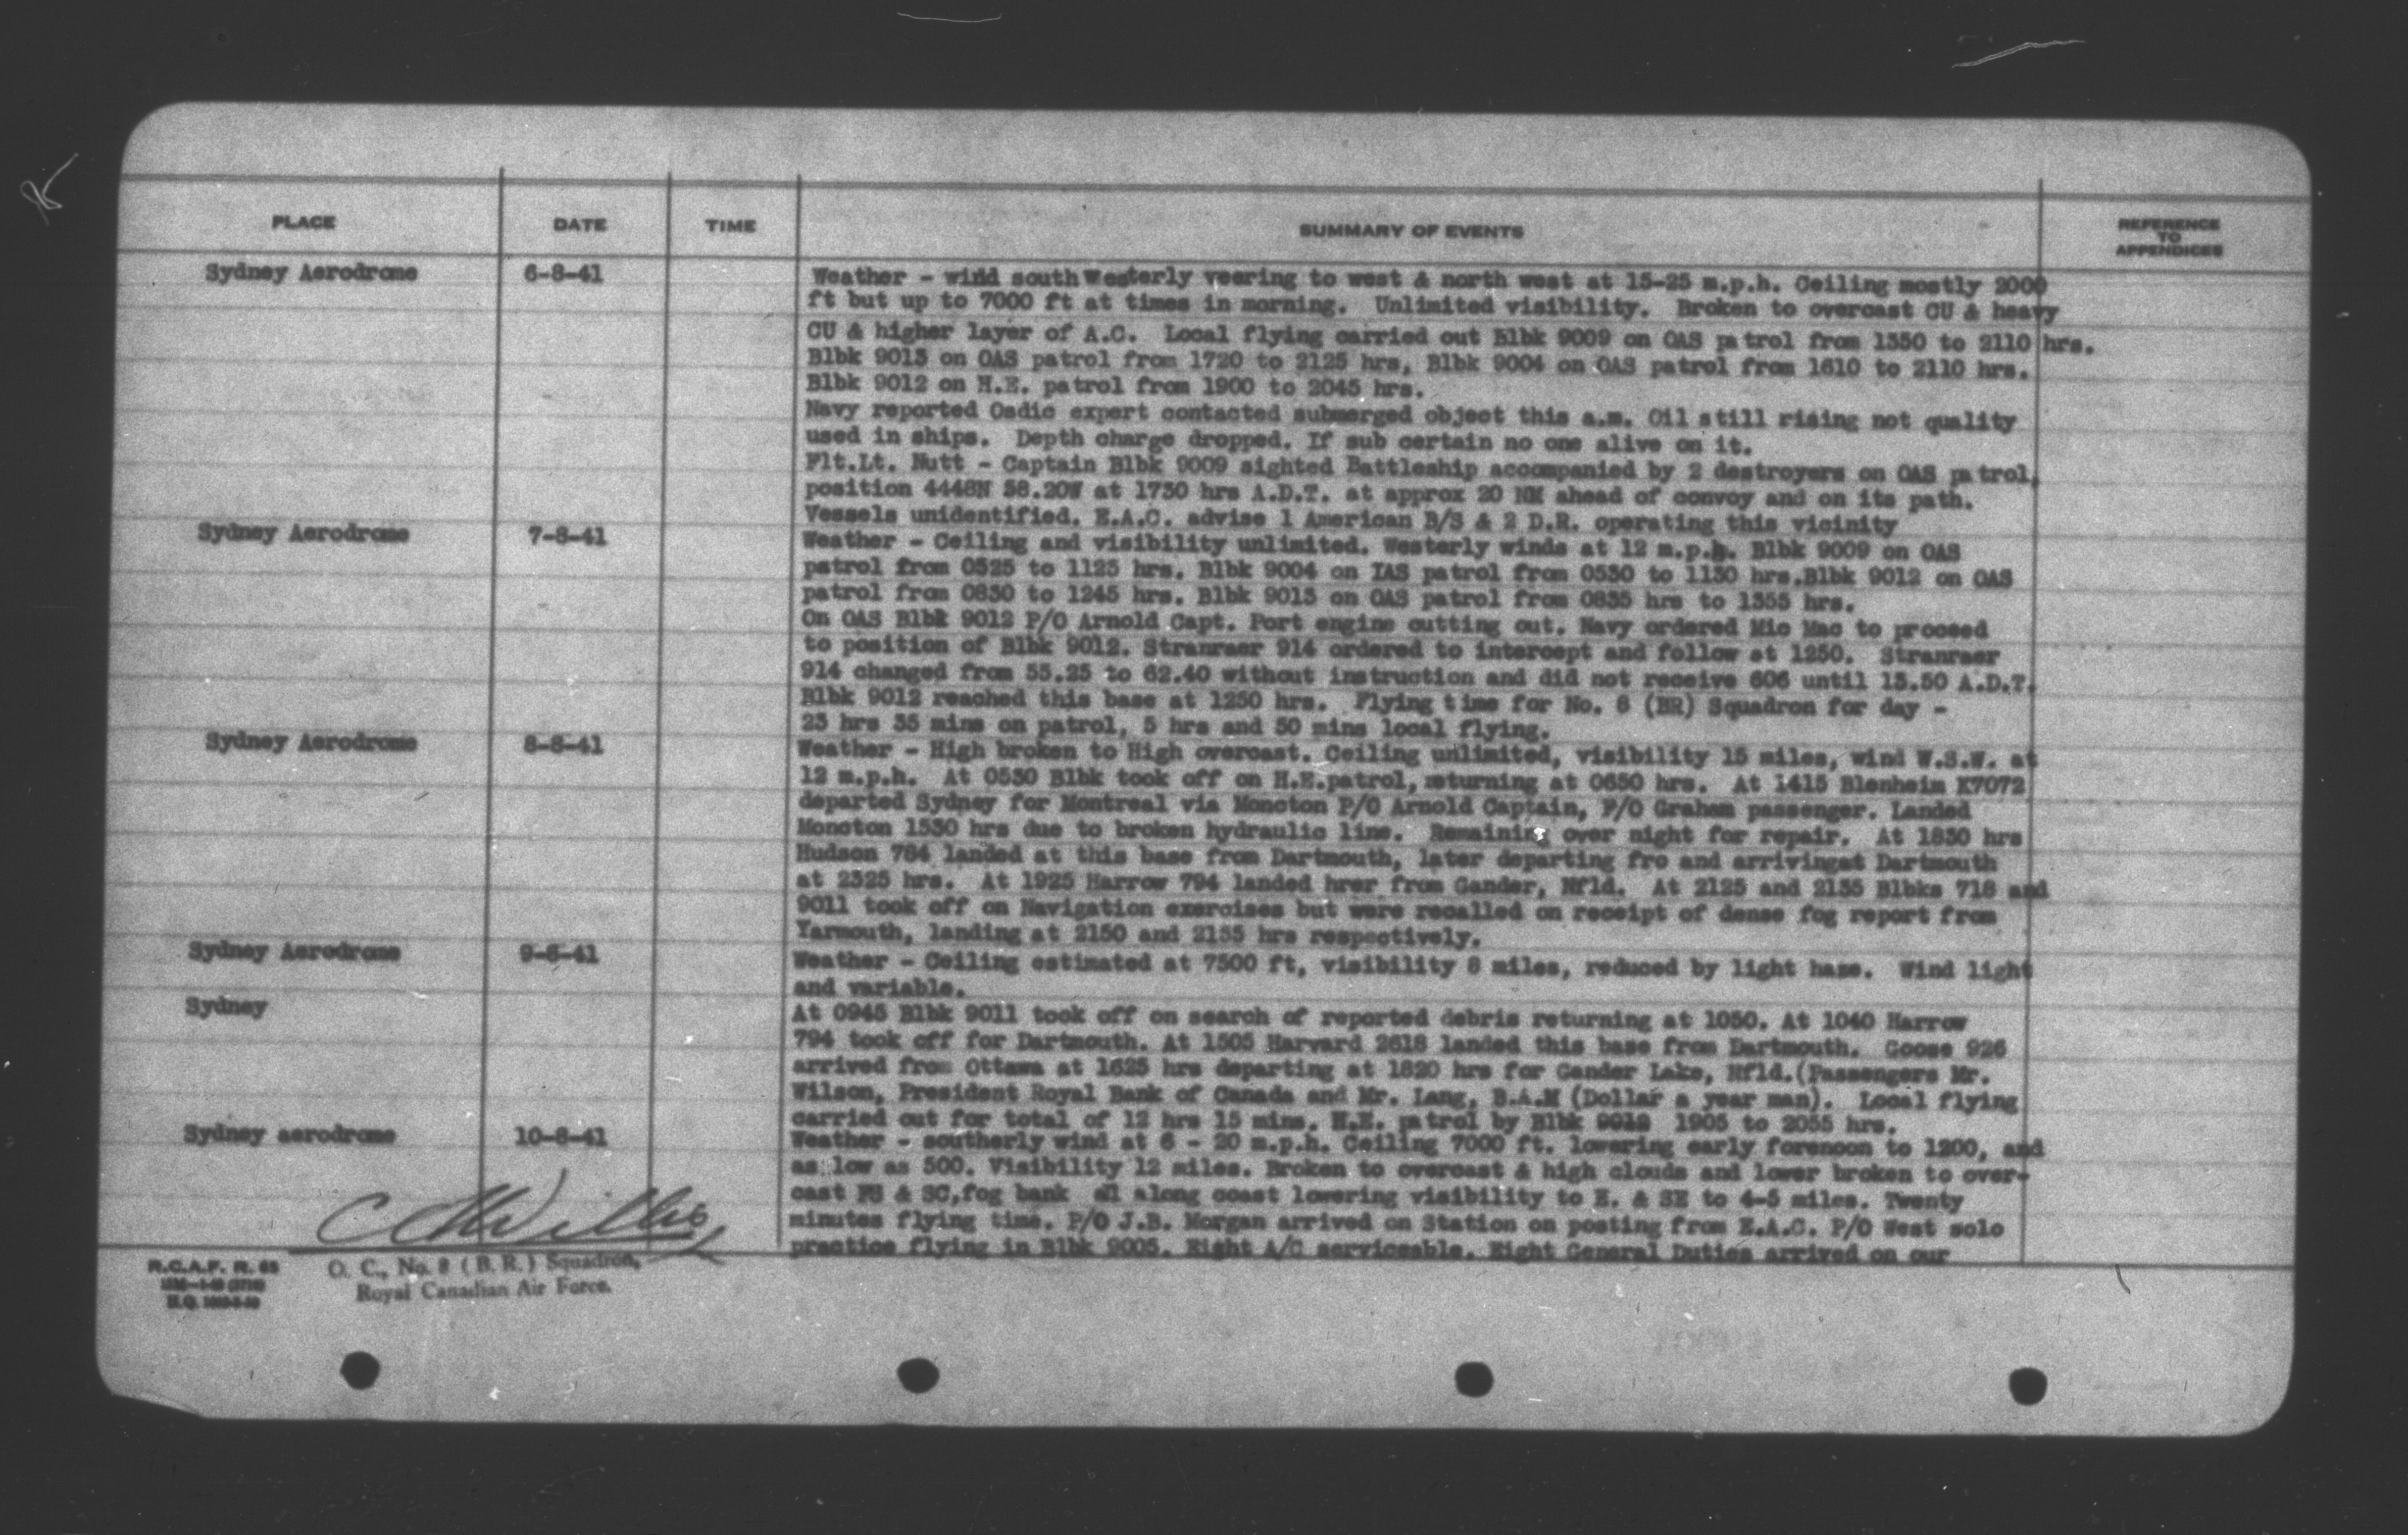 PLACE DATE TIME SUMMARY OF EVENTS REFERENCE TO APPENDICES
Sydney Aerodrome 6-8-41 Weather - wind south Westerly veering to west & north west at 15-25 m.p.h. Ceiling mostly 2000
ft but up to 7000 ft at times in morning. Unlimited visibility. Broken to overcast CU & heavy
CU & higher layer of A.C. Local flying carried out Blbk 9009 on OAS patrol from 1350 to 2110 hrs.
Blbk 9013 on OAS patrol from 1720 to 2125 hrs, Blbk 9004 on OAS patrol from 1610 to 2110 hrs.
Blbk 9012 on H.E. patrol from 1900 to 2045 hrs.
Navy reported Osdic expert contacted submerged object this a.m. Oil still rising not quality
used in ships. Depth charge dropped. If sub certain no one alive on it.
Flt.Lt. Nutt - Captain Blbk 9009 sighted Battleship accompanied by 2 destroyers on OAS patrol,
position 4448N 58.20W at 1730 hrs A.D.T. at approx 20 NM ahead of convoy and on its path.
Vessels unidentified. E.A.C. advise 1 American B/S & 2 D.R. operating this vicinity
Sydney Aerodrome 7-8-41 Weather - Ceiling and visibility unlimited. Westerly winds at 12 m.p.h. Blbk 9009 on OAS
patrol from 0525 to 1125 hrs. Blbk 9004 on IAS patrol from 0530 to 1130 hrs.Blbk 9012 on OAS
patrol from 0830 to 1245 hrs. Blbk 9013 on OAS patrol from 0835 hrs to 1355 hrs.
On OAS Blbk 9012 P/O Arnold Capt. Port engine cutting out. Navy ordered Mic Mac to proceed
to position of Blbk 9012. Stranraer 914 ordered to intercept and follow at 1250. Stranraer
914 changed from 55.25 to 62.40 without instruction and did not receive 606 until 13.50 A.D.T.
Blbk 9012 reached this base at 1250 hrs. Flying time for No. 8 (BR) Squadron for day -
23 hrs 35 mins on patrol, 5 hrs and 50 mins local flying.
Sydney Aerodrome 8-8-41 Weather - High broken to High overcast. Ceiling unlimited, visibility 15 miles, wind W.S.W. at
12 m.p.h. At 0530 Blbk took off on H.E.patrol, returning at 0650 hrs. At 1415 Blenheim K7072
departed Sydney for Montreal via Moncton P/O Arnold Captain, P/O Graham passenger. Landed
Moncton 1530 hrs due to broken hydraulic line. Remaining over night for repair. At 1830 hrs
Hudson 784 landed at this base from Dartmouth, later departing fro and arrivingat Dartmouth
at 2325 hrs. At 1925 Harrow 794 landed hrer from Gander, Nfld. At 2125 and 2135 Blbks 718 and
9011 took off on Navigation exercises but were recalled on receipt of dense fog report from
Yarmouth, landing at 2150 and 2155 hrs respectively.
Sydney Aerodrome 9-8-41 Weather - Ceiling estimated at 7500 ft, visibility 8 miles, reduced by light haze. Wind light
and variable.
Sydney At 0945 Blbk 9011 took off on search of reported debris returning at 1050. At 1040 Harrow
794 took off for Dartmouth. At 1505 Harvard 2618 landed this base from Dartmouth. Goose 926
arrived from Ottawa at 1625 hrs departing at 1820 hrs for Gander Lake, Nfld.(Passengers Mr.
Wilson, President Royal Bank of Canada and Mr. Lang, B.A.M (Dollar a year man). Local flying
carried out for total of 12 hrs 15 mins. H.E. patrol by Blbk 9012 1905 to 2055 hrs.
Sydney aerodrome 10-8-41 Weather - southerly wind at 6 - 20 m.p.h. Ceiling 7000 ft. lowering early forenoon to 1200, and
as low as 500. Visibility 12 miles. Broken to overcast & high clouds and lower broken to over-
cast FS & SC,fog bank all along coast lowering visibility to E. & SE to 4-5 miles. Twenty
minutes flying time. P/O J.B. Morgan arrived on Station on posting from E.A.C. P/O West solo
practice flying in Blbk 9005. Eight A/C serviceable. Eight General Duties arrived on our
R.C.A.F. R. 65
O. C., No. 8 (B. R.) Squadron,
Royal Canadian Air Force.